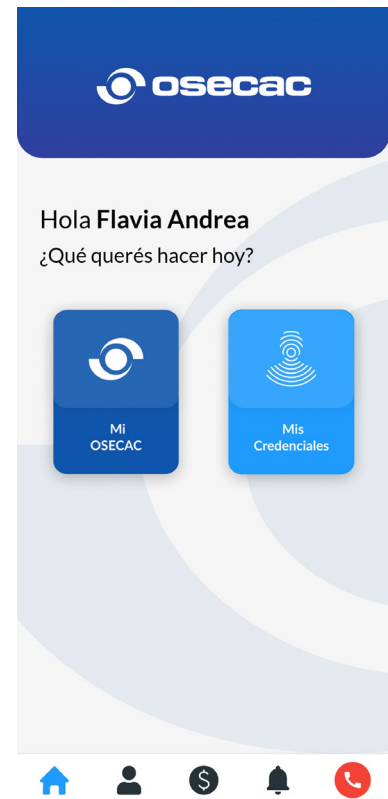 osecac
Hola Flavia Andrea
¿Qué querés hacer hoy?
Mi
OSECAC
Mis
Credenciales
$